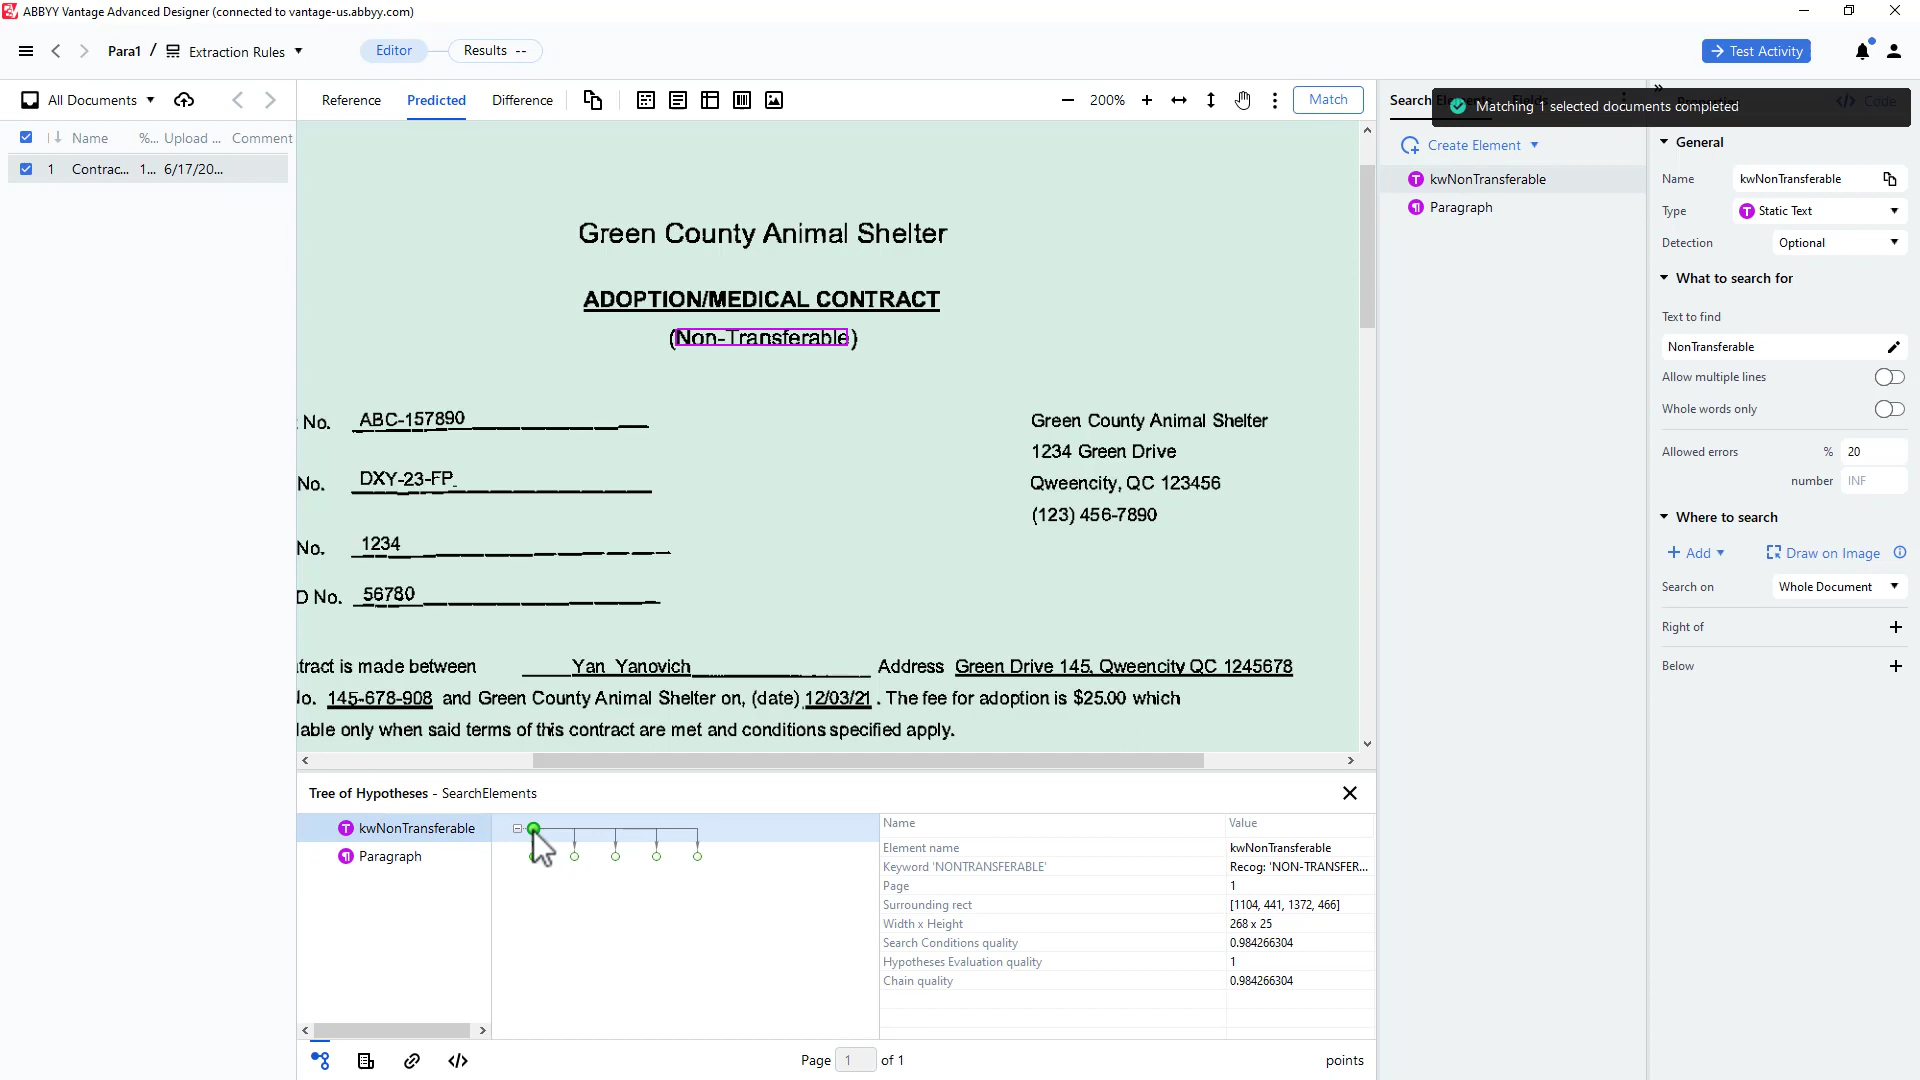 ABBYY Vantage Advanced Designer (connected to vantage-us.abbyy.com)
Para1 / Extraction Rules
Editor
Results --
Test Activity
All Documents
Reference
Predicted
Difference
200%
Match
Search
Matching 1 selected documents completed
Name %... Upload ... Comment
1 Contrac... 1... 6/17/20...
Green County Animal Shelter
ADOPTION/MEDICAL CONTRACT
(Non-Transferable)
No. ABC-157890
No. DXY-23-FP
No. 1234
D No. 56780
Green County Animal Shelter
1234 Green Drive
Qweencity, QC 123456
(123) 456-7890
tract is made between Yan Yanovich Address Green Drive 145, Qweencity QC 1245678
lo. 145-678-908 and Green County Animal Shelter on, (date) 12/03/21 . The fee for adoption is $25.00 which
lable only when said terms of this contract are met and conditions specified apply.
Tree of Hypotheses - SearchElements
kwNonTransferable
Paragraph
Name Value
Element name kwNonTransferable
Keyword 'NONTRANSFERABLE' Recog: 'NON-TRANSFER...
Page 1
Surrounding rect [1104, 441, 1372, 466]
Width x Height 268 x 25
Search Conditions quality 0.984266304
Hypotheses Evaluation quality 1
Chain quality 0.984266304
Page 1 of 1
points
Create Element
kwNonTransferable
Paragraph
General
Name kwNonTransferable
Type Static Text
Detection Optional
What to search for
Text to find
NonTransferable
Allow multiple lines
Whole words only
Allowed errors % 20
number INF
Where to search
Add Draw on Image
Search on Whole Document
Right of
Below